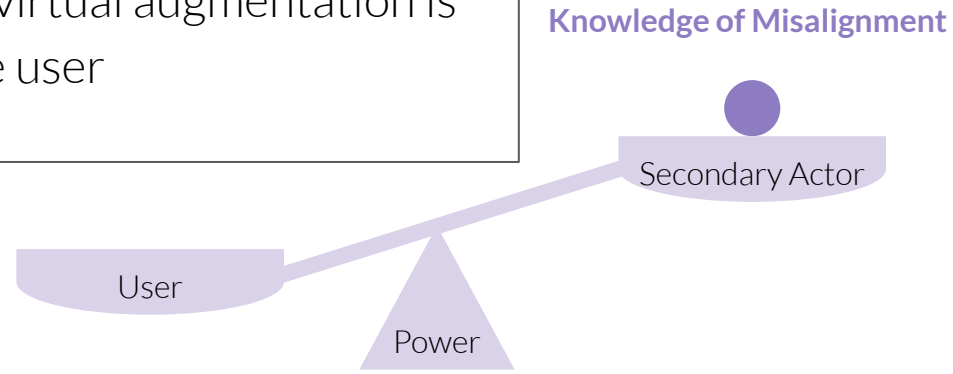 virtual augmentation is
e user
Knowledge of Misalignment
Secondary Actor
User
Power